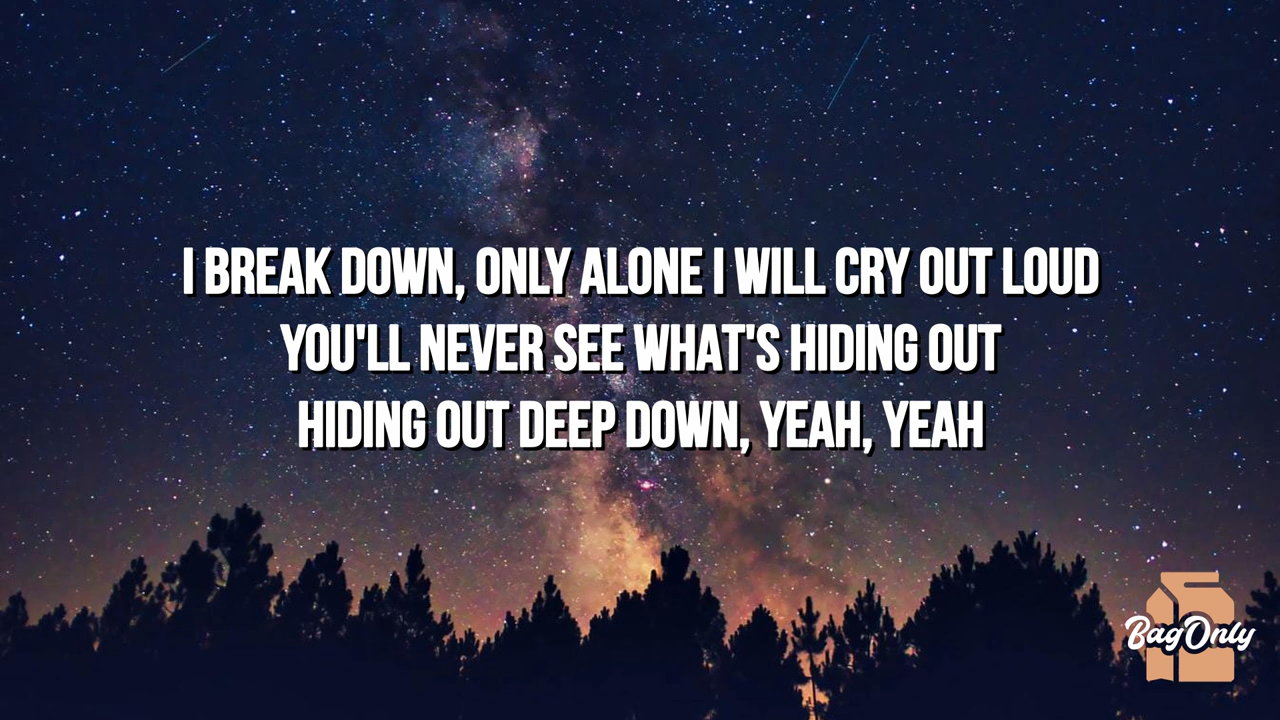 I BREAK DOWN, ONLY ALONE I WILL CRY OUT LOUD
YOU'LL NEVER SEE WHAT'S HIDING OUT
HIDING OUT DEEP DOWN, YEAH, YEAH
BagOnly